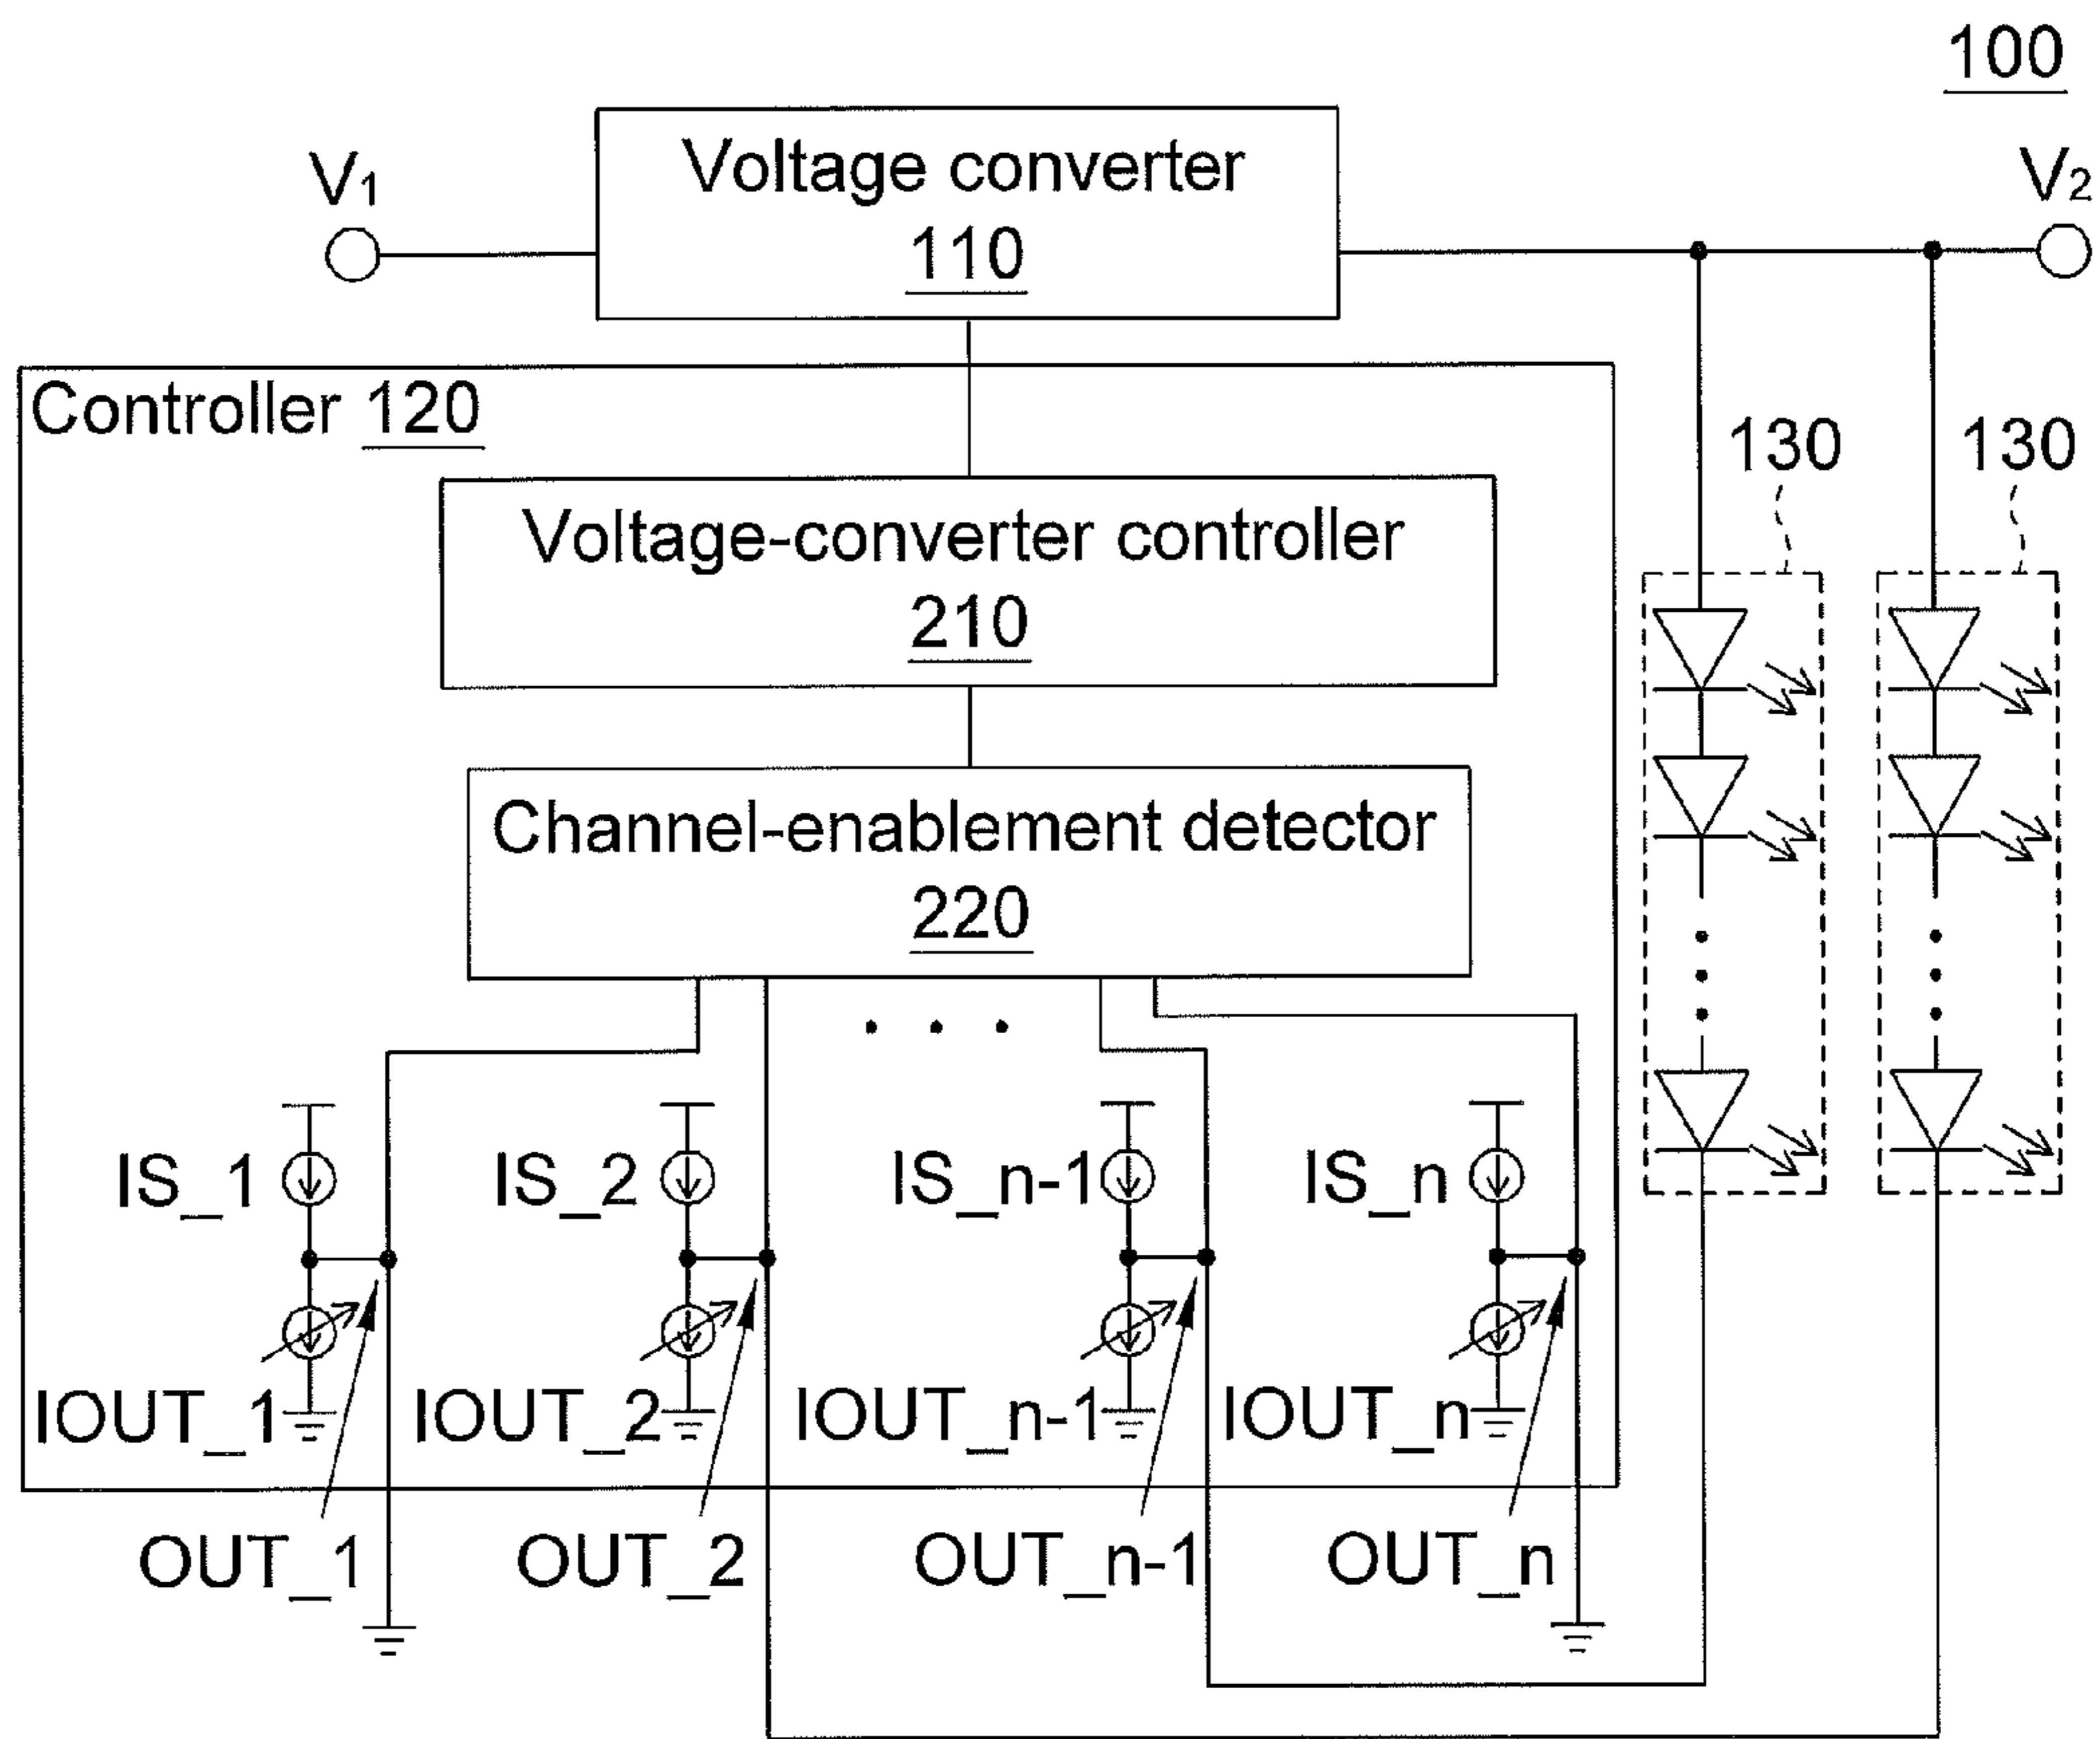 100
V1
Voltage converter
110
V2
Controller 120
130
130
Voltage-converter controller
210
Channel-enablement detector
220
IS_1
IS_2
IS_n-1
IS_n
IOUT_1
IOUT_2
IOUT_n-1
IOUT_n
OUT_1
OUT_2
OUT_n-1
OUT_n